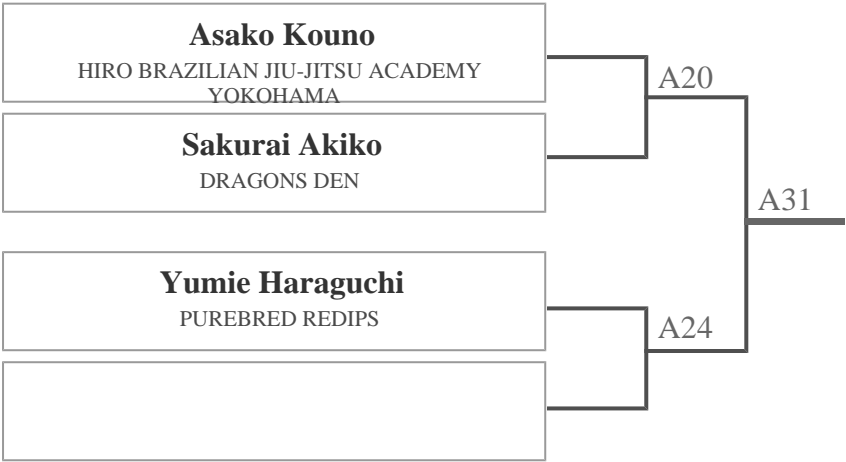 Asako Kouno
HIRO BRAZILIAN JIU-JITSU ACADEMY
YOKOHAMA
A20
Sakurai Akiko
DRAGONS DEN
A31
Yumie Haraguchi
PUREBRED REDIPS
A24